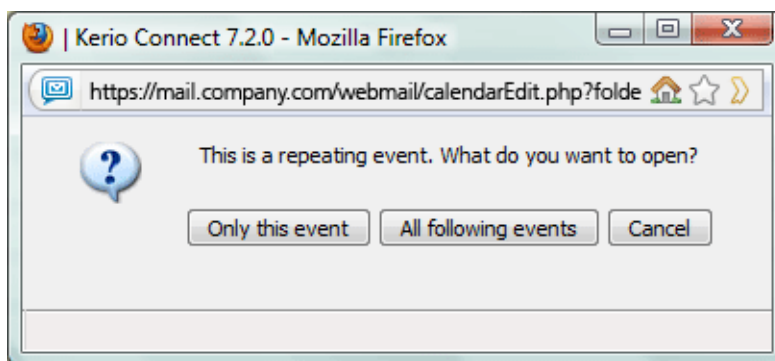 | Kerio Connect 7.2.0 - Mozilla Firefox
https://mail.company.com/webmail/calendarEdit.php?folde
This is a repeating event. What do you want to open?
Only this event All following events Cancel